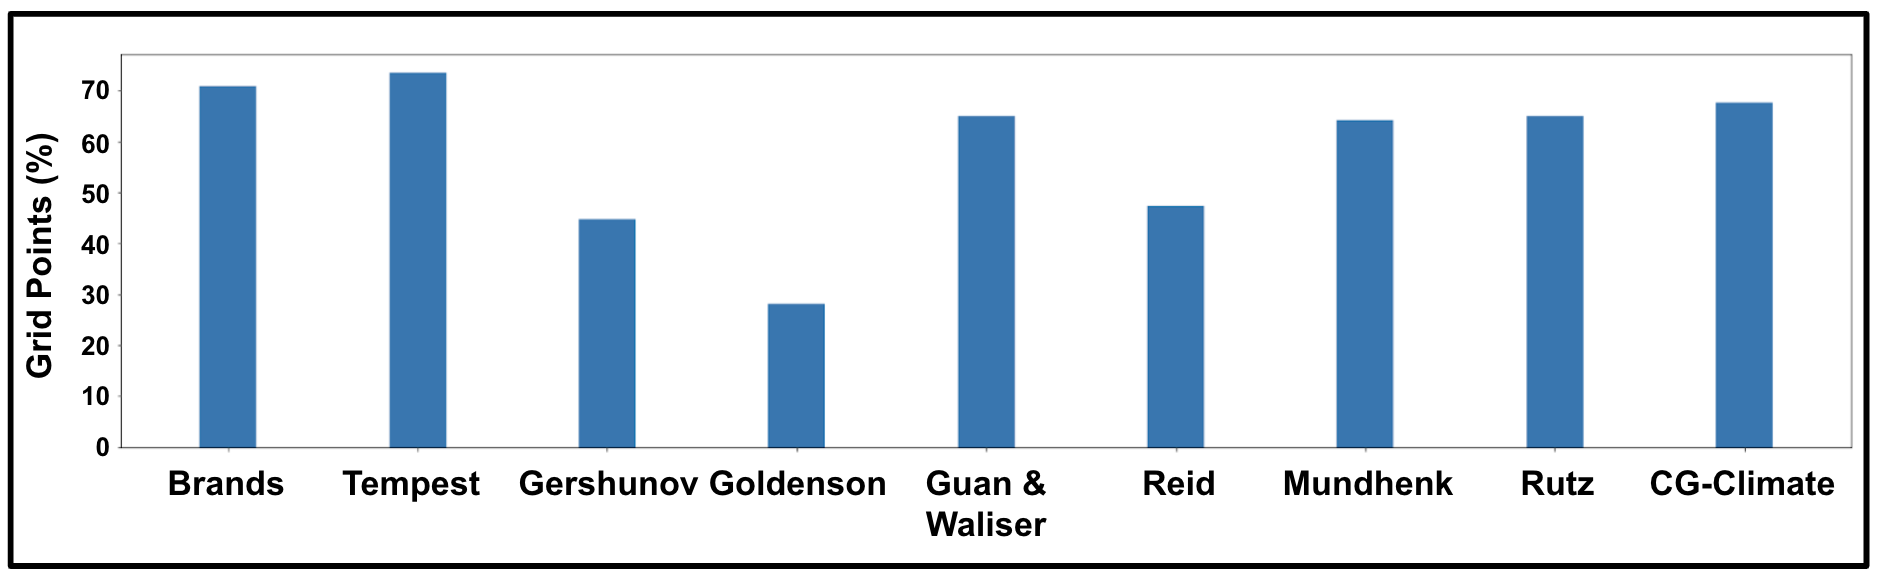 Grid Points (%)
70
60
50
40
30
20
10
0
Brands Tempest Gershunov Goldenson Guan & Reid Mundhenk Rutz CG-Climate
Waliser